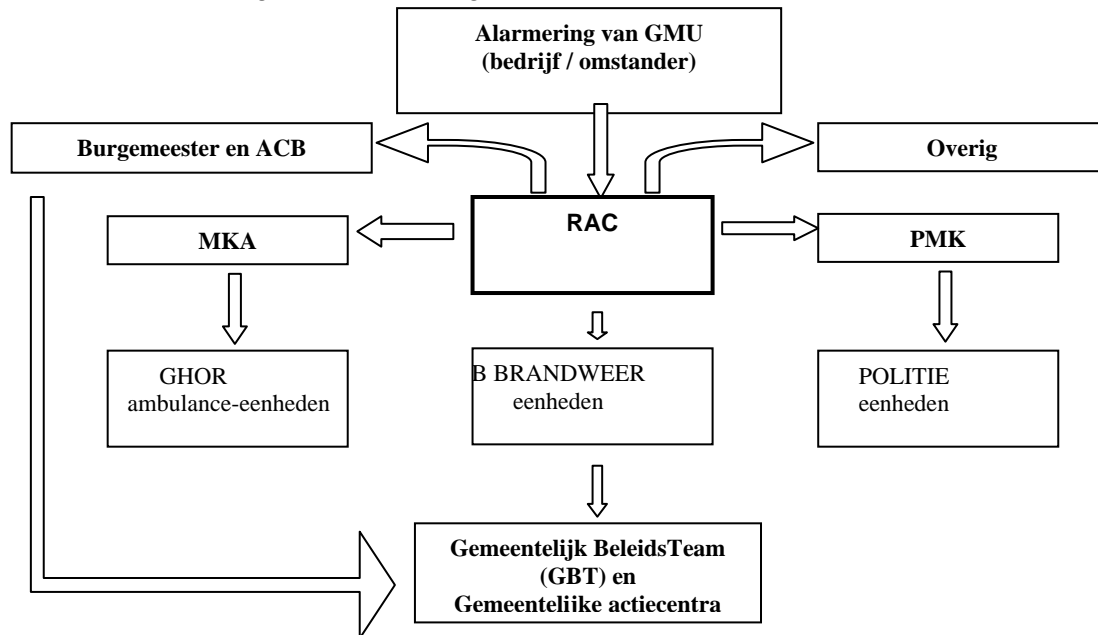 Alarmering van GMU
(bedrijf / omstander)
Burgemeester en ACB
Overig
RAC
MKA
PMK
GHOR
ambulance-eenheden
B BRANDWEER
eenheden
POLITIE
eenheden
Gemeentelijk BeleidsTeam
(GBT) en
Gemeentelijke actiecentra